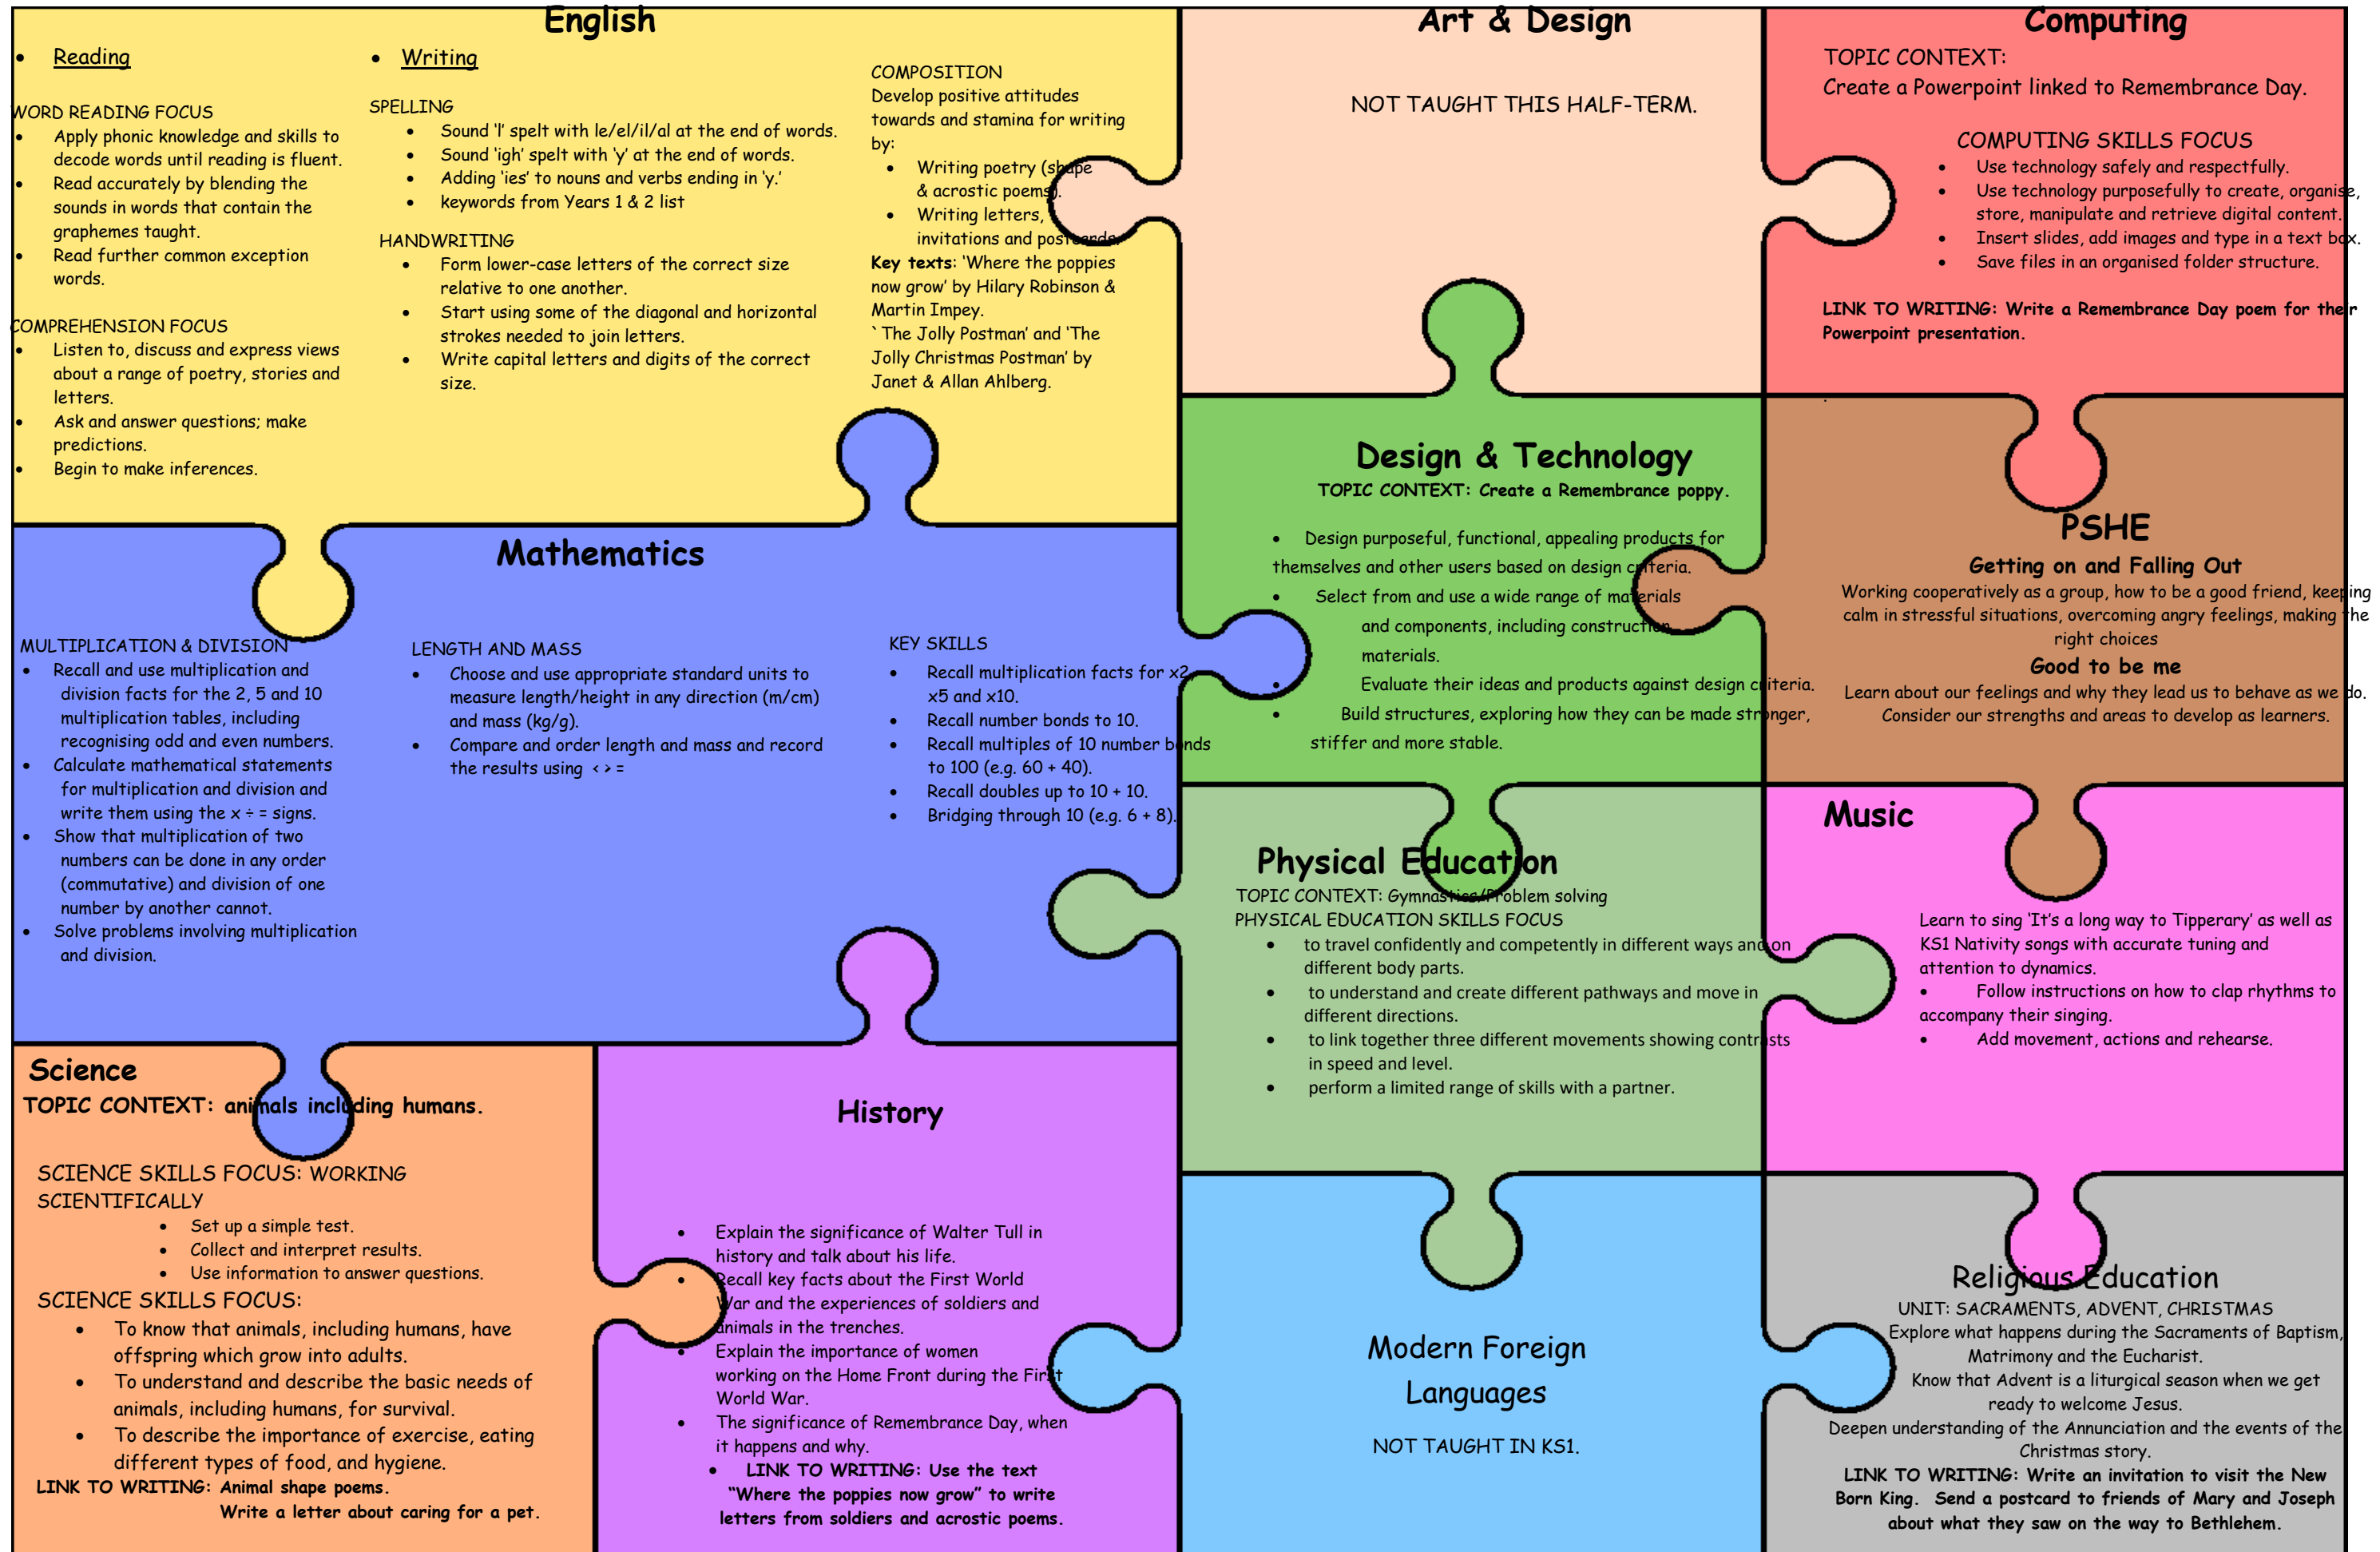 English
• Reading
WORD READING FOCUS
• Apply phonic knowledge and skills to
decode words until reading is fluent.
• Read accurately by blending the
sounds in words that contain the
graphemes taught.
• Read further common exception
words.
COMPREHENSION FOCUS
• Listen to, discuss and express views
about a range of poetry, stories and
letters.
• Ask and answer questions; make
predictions.
• Begin to make inferences.
• Writing
SPELLING
• Sound ‘l’ spelt with le/el/il/al at the end of words.
• Sound ‘igh’ spelt with ‘y’ at the end of words.
• Adding ‘ies’ to nouns and verbs ending in ‘y.’
• keywords from Years 1 & 2 list
HANDWRITING
• Form lower-case letters of the correct size
relative to one another.
• Start using some of the diagonal and horizontal
strokes needed to join letters.
• Write capital letters and digits of the correct
size.
COMPOSITION
Develop positive attitudes
towards and stamina for writing
by:
• Writing poetry (shape
& acrostic poems).
• Writing letters,
invitations and postcards.
Key texts: ‘Where the poppies
now grow’ by Hilary Robinson &
Martin Impey.
`The Jolly Postman’ and ‘The
Jolly Christmas Postman’ by
Janet & Allan Ahlberg.
Art & Design
NOT TAUGHT THIS HALF-TERM.
Computing
TOPIC CONTEXT:
Create a Powerpoint linked to Remembrance Day.
COMPUTING SKILLS FOCUS
• Use technology safely and respectfully.
• Use technology purposefully to create, organise,
store, manipulate and retrieve digital content.
• Insert slides, add images and type in a text box.
• Save files in an organised folder structure.
LINK TO WRITING: Write a Remembrance Day poem for their
Powerpoint presentation.
.
Mathematics
MULTIPLICATION & DIVISION
• Recall and use multiplication and
division facts for the 2, 5 and 10
multiplication tables, including
recognising odd and even numbers.
• Calculate mathematical statements
for multiplication and division and
write them using the x ÷ = signs.
• Show that multiplication of two
numbers can be done in any order
(commutative) and division of one
number by another cannot.
• Solve problems involving multiplication
and division.
LENGTH AND MASS
• Choose and use appropriate standard units to
measure length/height in any direction (m/cm)
and mass (kg/g).
• Compare and order length and mass and record
the results using < > =
KEY SKILLS
• Recall multiplication facts for x2,
x5 and x10.
• Recall number bonds to 10.
• Recall multiples of 10 number bonds
to 100 (e.g. 60 + 40).
• Recall doubles up to 10 + 10.
• Bridging through 10 (e.g. 6 + 8).
Design & Technology
TOPIC CONTEXT: Create a Remembrance poppy.
• Design purposeful, functional, appealing products for
themselves and other users based on design criteria.
• Select from and use a wide range of materials
and components, including construction
materials.
• Evaluate their ideas and products against design criteria.
• Build structures, exploring how they can be made stronger,
stiffer and more stable.
PSHE
Getting on and Falling Out
Working cooperatively as a group, how to be a good friend, keeping
calm in stressful situations, overcoming angry feelings, making the
right choices
Good to be me
Learn about our feelings and why they lead us to behave as we do.
Consider our strengths and areas to develop as learners.
Physical Education
TOPIC CONTEXT: Gymnastics/Problem solving
PHYSICAL EDUCATION SKILLS FOCUS
• to travel confidently and competently in different ways and on
different body parts.
• to understand and create different pathways and move in
different directions.
• to link together three different movements showing contrasts
in speed and level.
• perform a limited range of skills with a partner.
Music
Learn to sing ‘It’s a long way to Tipperary’ as well as
KS1 Nativity songs with accurate tuning and
attention to dynamics.
• Follow instructions on how to clap rhythms to
accompany their singing.
• Add movement, actions and rehearse.
Science
TOPIC CONTEXT: animals including humans.
SCIENCE SKILLS FOCUS: WORKING
SCIENTIFICALLY
• Set up a simple test.
• Collect and interpret results.
• Use information to answer questions.
SCIENCE SKILLS FOCUS:
• To know that animals, including humans, have
offspring which grow into adults.
• To understand and describe the basic needs of
animals, including humans, for survival.
• To describe the importance of exercise, eating
different types of food, and hygiene.
LINK TO WRITING: Animal shape poems.
Write a letter about caring for a pet.
History
• Explain the significance of Walter Tull in
history and talk about his life.
• Recall key facts about the First World
War and the experiences of soldiers and
animals in the trenches.
• Explain the importance of women
working on the Home Front during the First
World War.
• The significance of Remembrance Day, when
it happens and why.
• LINK TO WRITING: Use the text
“Where the poppies now grow” to write
letters from soldiers and acrostic poems.
Modern Foreign
Languages
NOT TAUGHT IN KS1.
Religious Education
UNIT: SACRAMENTS, ADVENT, CHRISTMAS
Explore what happens during the Sacraments of Baptism,
Matrimony and the Eucharist.
Know that Advent is a liturgical season when we get
ready to welcome Jesus.
Deepen understanding of the Annunciation and the events of the
Christmas story.
LINK TO WRITING: Write an invitation to visit the New
Born King. Send a postcard to friends of Mary and Joseph
about what they saw on the way to Bethlehem.